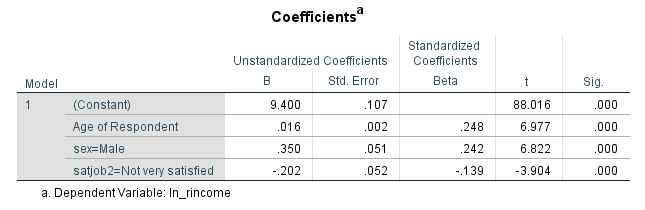 Coefficientsa
Standardized
Unstandardized Coefficients Coefficients
Model B Std. Error Beta t Sig.
1 (Constant) 9.400 .107 88.016 .000
Age of Respondent .016 .002 .248 6.977 .000
sex=Male .350 .051 .242 6.822 .000
satjob2=Not very satisfied -.202 .052 -.139 -3.904 .000
a. Dependent Variable: ln_rincome